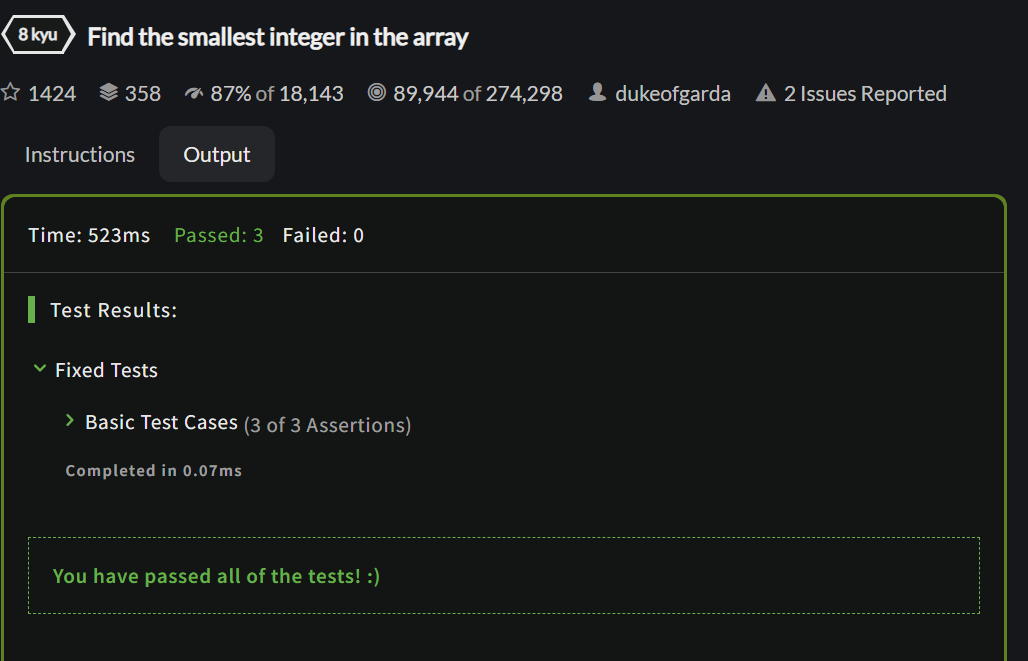 8 kyu Find the smallest integer in the array
1424 358 87% of 18,143 89,944 of 274,298 dukeofgarda 2 Issues Reported
Instructions Output
Time: 523ms Passed: 3 Failed: 0
Test Results:
Fixed Tests
Basic Test Cases (3 of 3 Assertions)
Completed in 0.07ms
You have passed all of the tests! :)